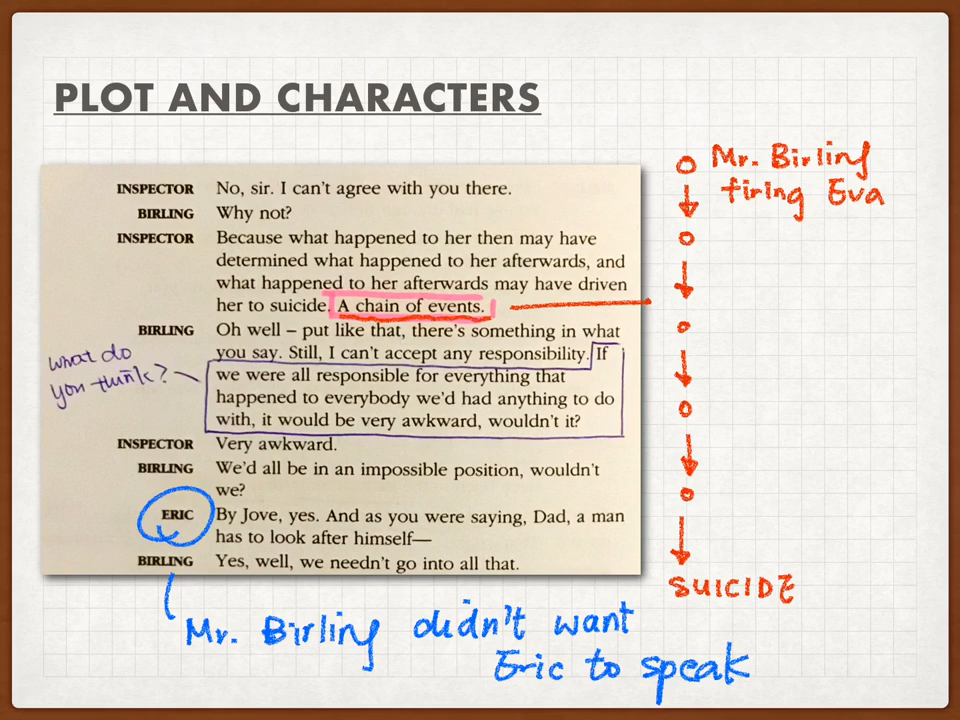 PLOT AND CHARACTERS
INSPECTOR No, sir. I can't agree with you there.
BIRLING Why not?
INSPECTOR Because what happened to her then may have
determined what happened to her afterwards, and
what happened to her afterwards may have driven
her to suicide. A chain of events.
BIRLING Oh well – put like that, there's something in what
you say. Still, I can't accept any responsibility. If
we were all responsible for everything that
happened to everybody we'd had anything to do
with, it would be very awkward, wouldn't it?
INSPECTOR Very awkward.
BIRLING We'd all be in an impossible position, wouldn't
we?
ERIC By Jove, yes. And as you were saying, Dad, a man
has to look after himself—
BIRLING Yes, well, we needn't go into all that.
what do
you think?
Mr. Birling didn't want
Eric to speak
Mr. Birling
firing Eva
SUICIDE